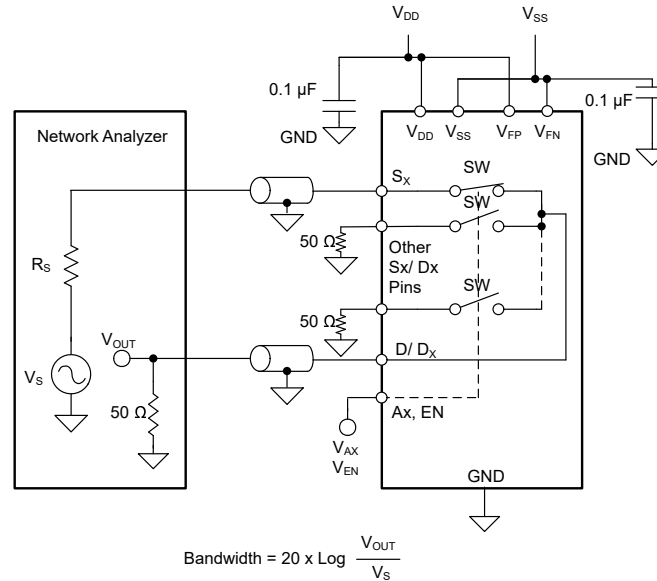 VDD
VSS
0.1 µF
GND
0.1 µF
GND
VDD
VSS
VFP
VFN
Network Analyzer
SX
SW
SW
50 Ω
Other
Sx/ Dx
Pins
RS
SW
50 Ω
VOUT
D/ DX
VS
50 Ω
Ax, EN
VAX
VEN
GND
Bandwidth = 20 x Log VOUT
VS